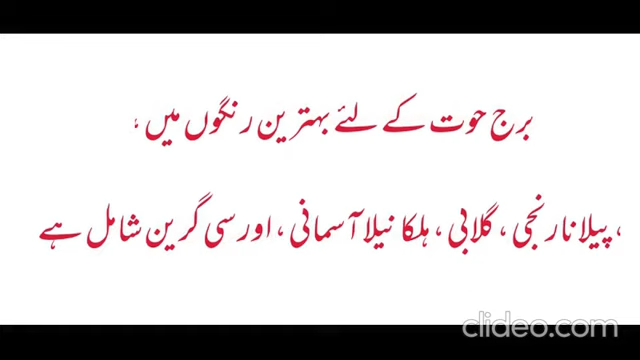 برج حوت کے لئے بہترین رنگوں میں ،
، پیلا نارنجی ، گلابی ، ہلکا نیلا آسمانی ، اور سی گرین شامل ہے
clideo.com